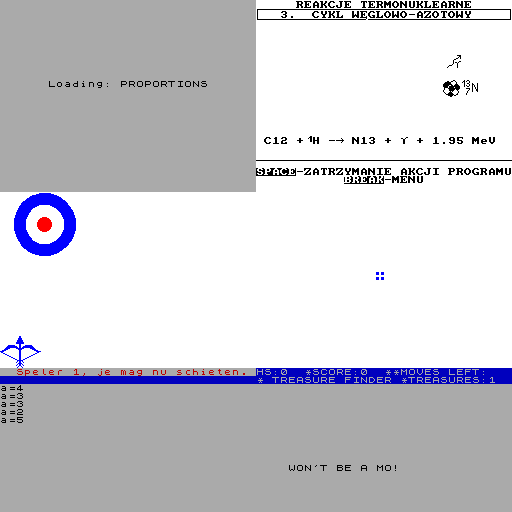 Loading: PROPORTIONS
REAKCJE TERMONUKLEARNE
3. CYKL WĘGLOWO-AZOTOWY
13
7N
C12 + ¹H --> N13 + γ + 1.95 MeV
SPACE-ZATRZYMANIE AKCJI PROGRAMU
BREAK-MENU
Speler 1, je mag nu schieten.
HS:0 *SCORE:0 **MOVES LEFT:
* TREASURE FINDER *TREASURES:1
a=4
a=3
a=3
a=2
a=5
WON'T BE A MO!